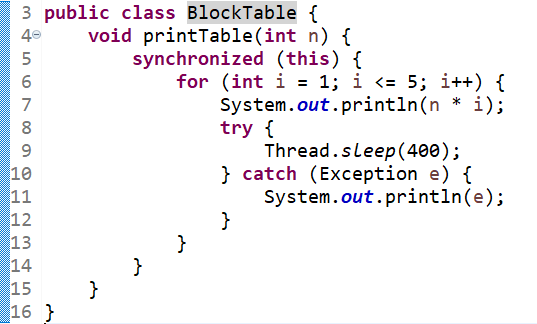 3 public class BlockTable {
4 void printTable(int n) {
5 synchronized (this) {
6 for (int i = 1; i <= 5; i++) {
7 System.out.println(n * i);
8 try {
9 Thread.sleep(400);
10 } catch (Exception e) {
11 System.out.println(e);
12 }
13 }
14 }
15 }
16 }